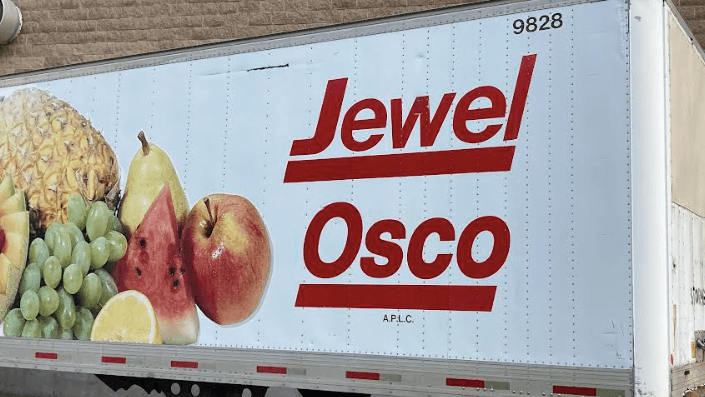 9828
Jewel
Osco
A.P.L.C.